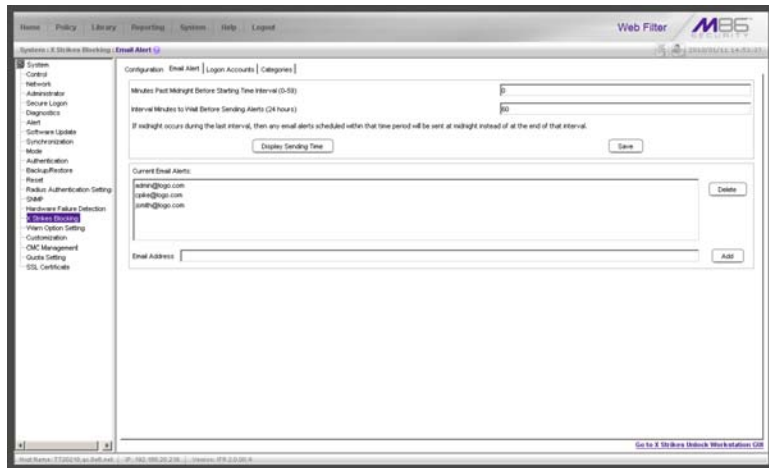 Home Policy Library Reporting System Help Logout
Web Filter M86 SECURITY
System : X Strikes Blocking : Email Alert
System
Control
Network
Administrator
Secure Logon
Diagnostics
Alert
Software Update
Synchronization
Mode
Authentication
Backup/Restore
Reset
Radius Authentication Setting
SNMP
Hardware Failure Detection
X Strikes Blocking
Warn Option Setting
Customization
CMC Management
Quota Setting
SSL Certificate
Configuration Email Alert Logon Accounts Categories
Minutes Past Midnight Before Starting Time Interval (0-59) 0
Interval Minutes to Wait Before Sending Alerts (24 hours) 60
If midnight occurs during the last interval, then any email alerts scheduled within that time period will be sent at midnight instead of at the end of that interval.
Display Sending Time Save
Current Email Alerts:
admin@logo.com
cpike@logo.com
jsmith@logo.com
Delete
Email Address Add
Go to X Strikes Unlock Workstation GUI
Host Name: IP: Version: